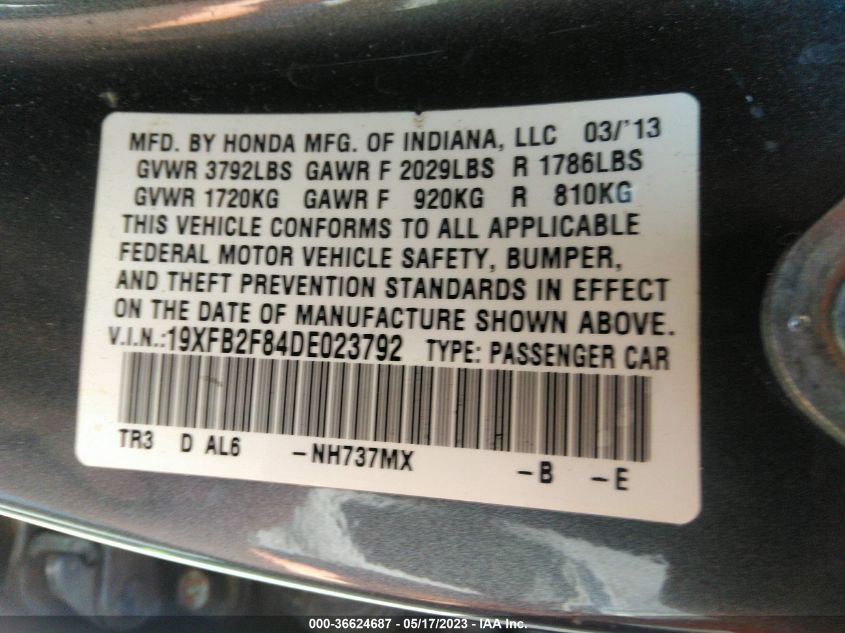 MFD. BY HONDA MFG. OF INDIANA, LLC 03/'13
GVWR 3792LBS GAWR F 2029LBS R 1786LBS
GVWR 1720KG GAWR F 920KG R 810KG
THIS VEHICLE CONFORMS TO ALL APPLICABLE
FEDERAL MOTOR VEHICLE SAFETY, BUMPER,
AND THEFT PREVENTION STANDARDS IN EFFECT
ON THE DATE OF MANUFACTURE SHOWN ABOVE.
V.I.N.:19XFB2F84DE023792 TYPE: PASSENGER CAR
TR3 D AL6 -NH737MX -B -E
000-36624687 - 05/17/2023 - IAA Inc.